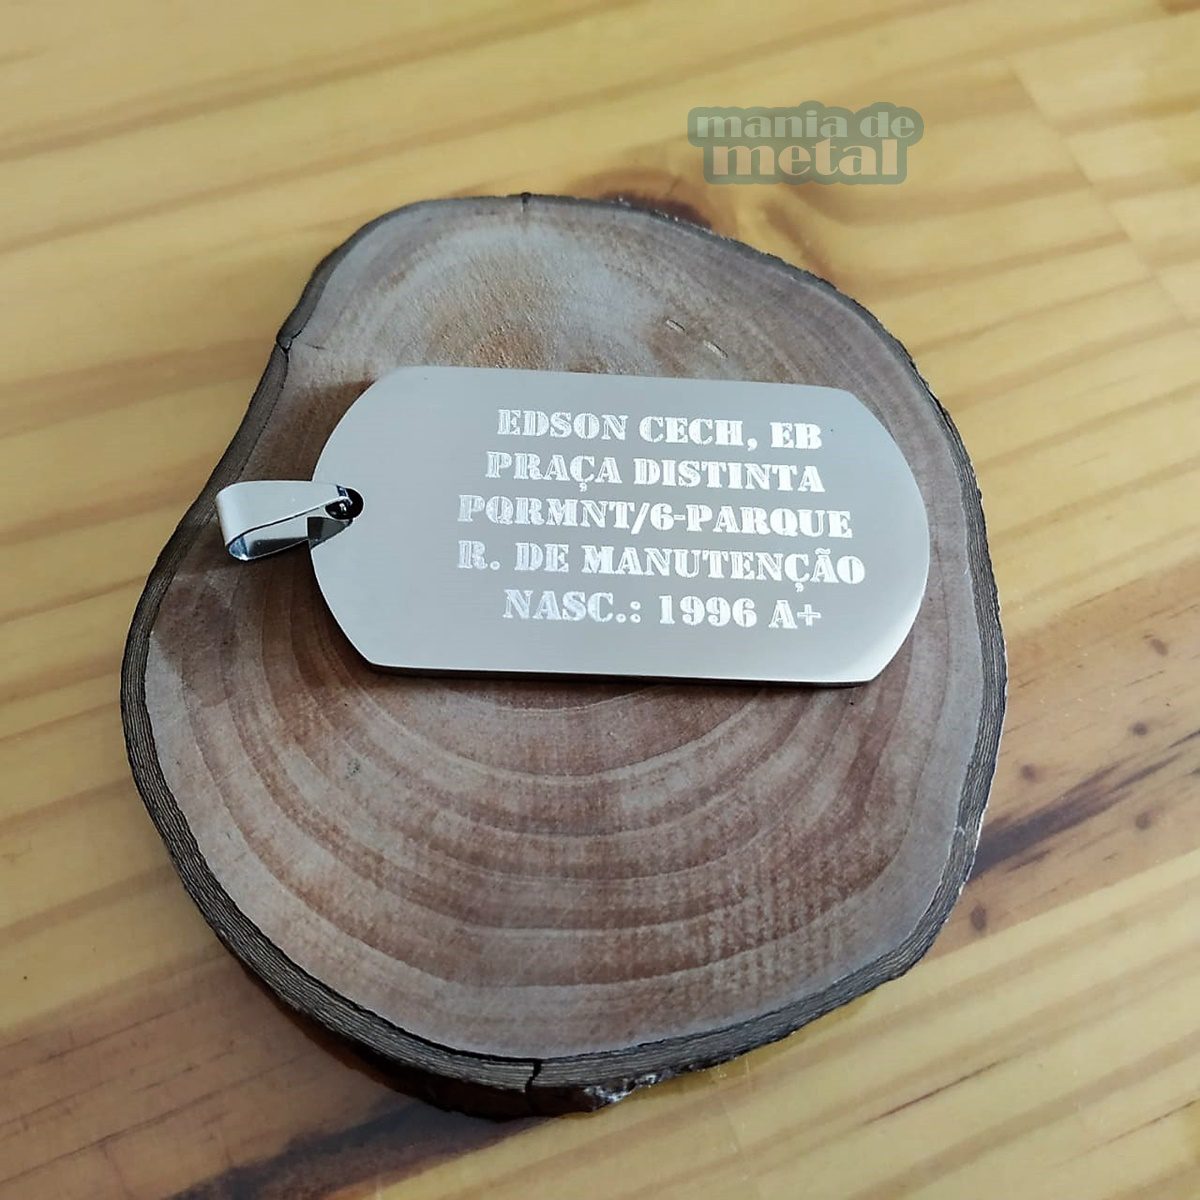 mania de
metal
EDSON CECH, EB
PRAÇA DISTINTA
PQRMNT/6-PARQUE
R. DE MANUTENÇÃO
NASC.: 1996 A+